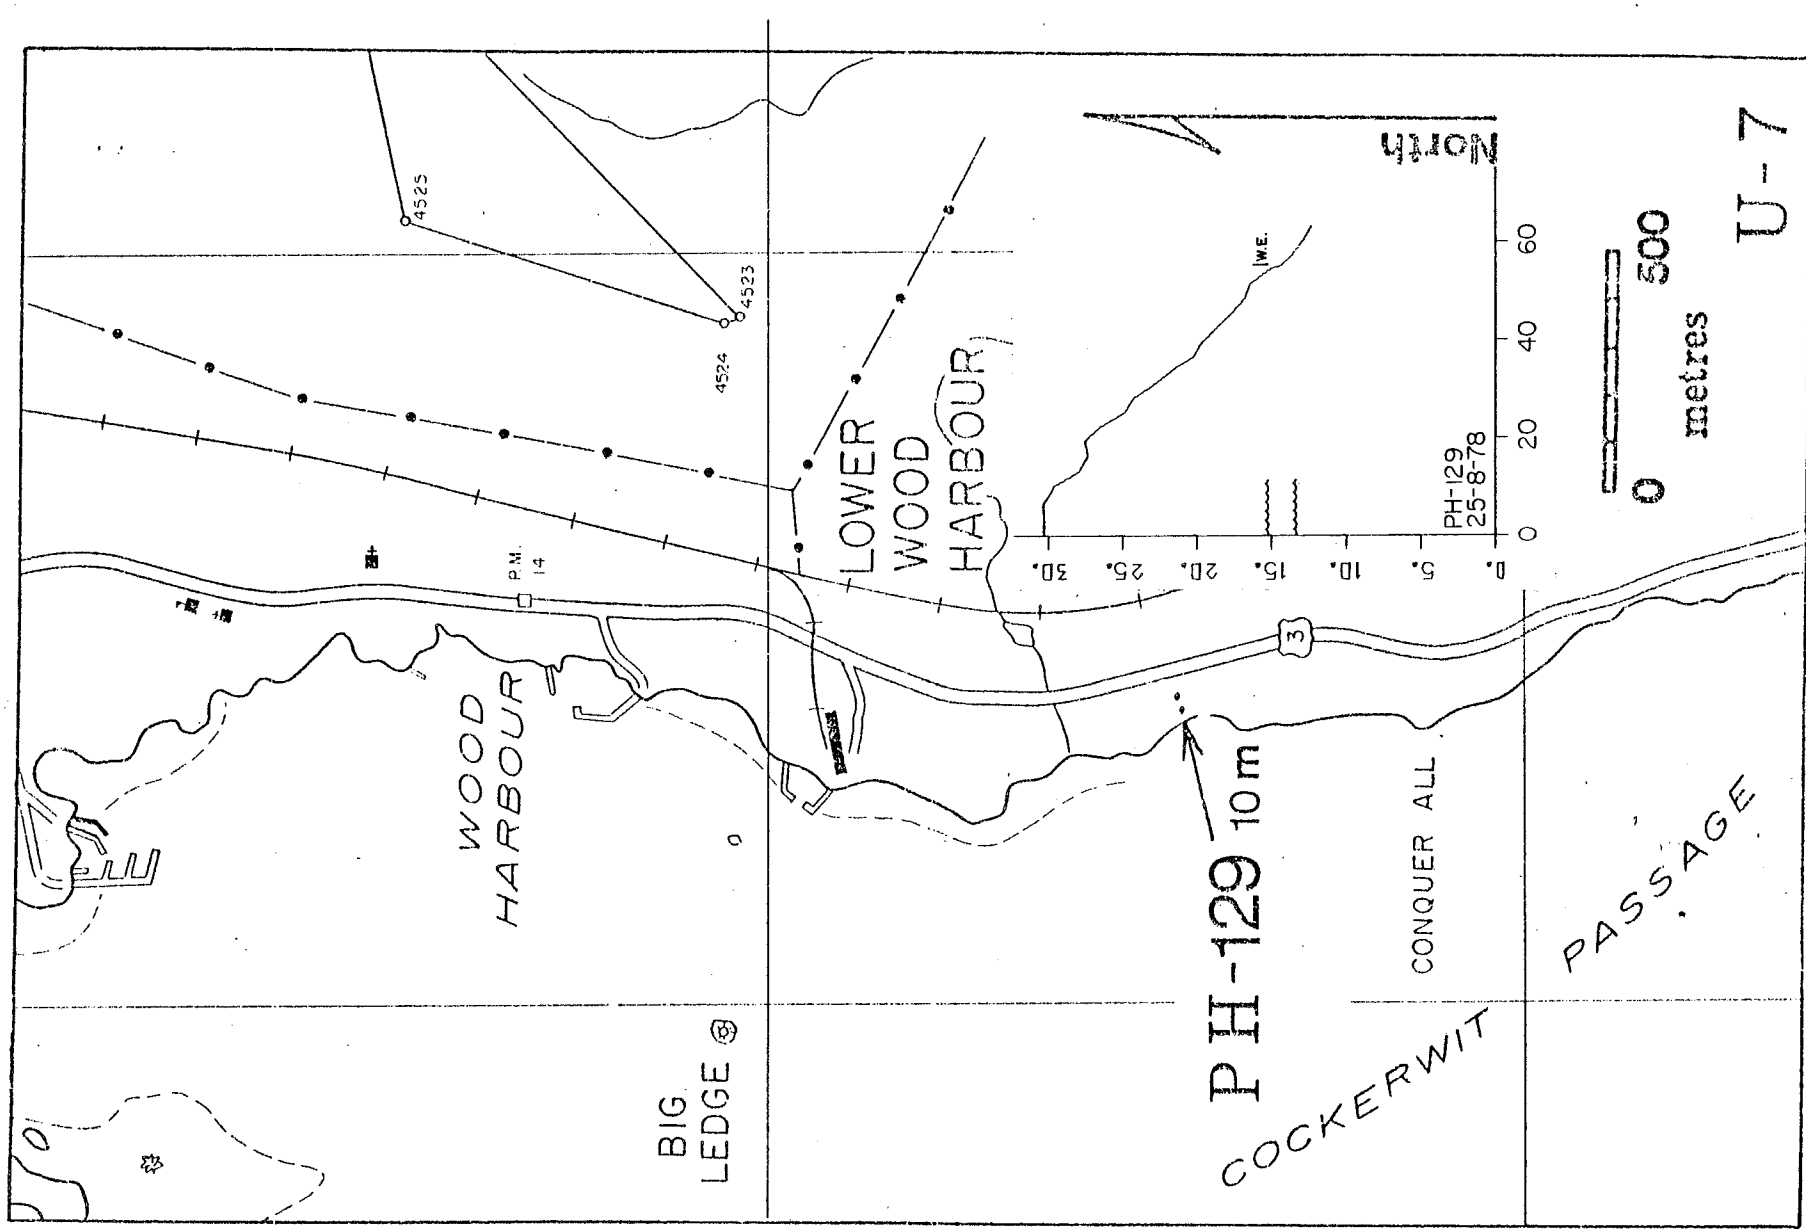 4525
4523
4524
North
U-7
LOWER
WOOD
HARBOUR
W.E.
PH-129
25-8-78
0 20 40 60
30. 25. 20. 15. 10. 5. 0.
0 500
metres
P.M.
14
3
WOOD
HARBOUR
BIG
LEDGE
PH-129 10 m
CONQUER ALL
COCKERWIT
PASSAGE